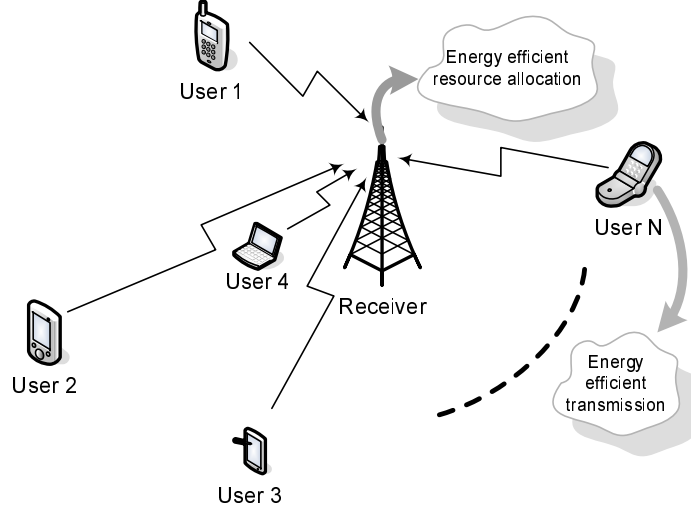 Energy efficient
resource allocation
User 1
User N
User 4
Receiver
User 2
Energy
efficient
transmission
User 3